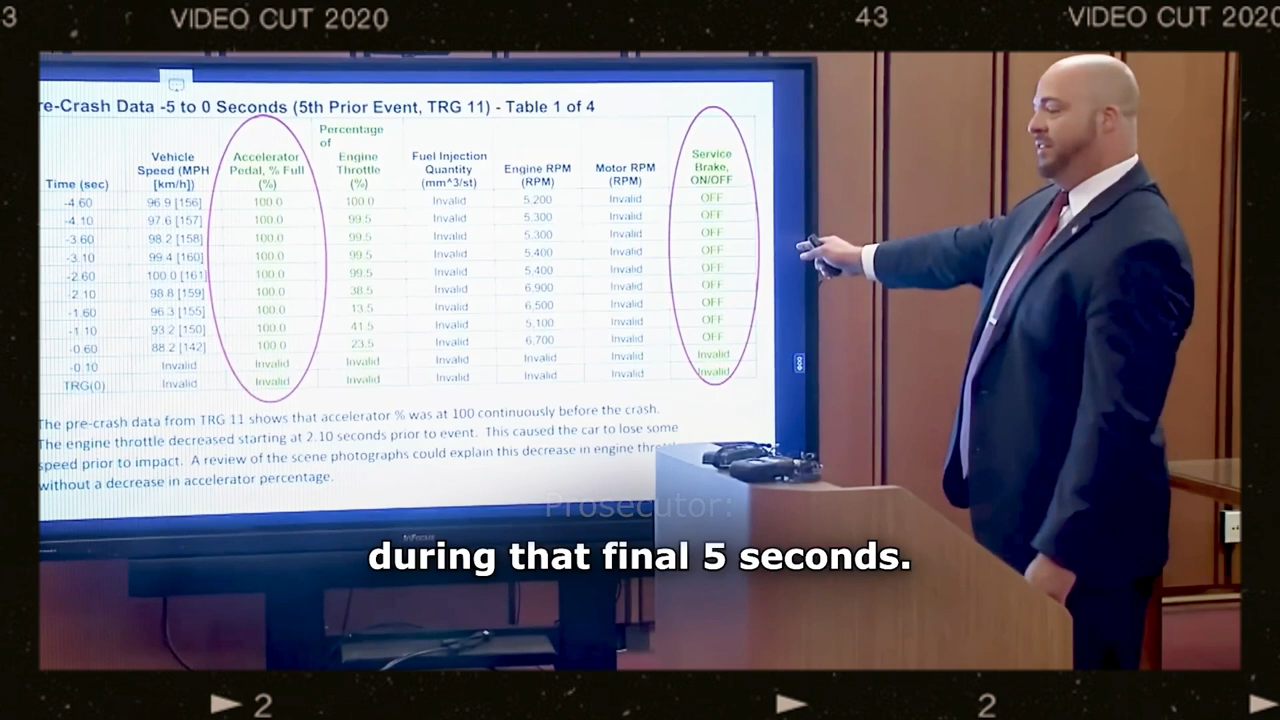 3
VIDEO CUT 2020
43
VIDEO CUT 2020
re-Crash Data -5 to 0 Seconds (5th Prior Event, TRG 11) - Table 1 of 4
Time (sec) Vehicle Speed (MPH [km/h]) Accelerator Pedal, % Full (%) Percentage of Engine Throttle (%) Fuel Injection Quantity (mm^3/st) Engine RPM (RPM) Motor RPM (RPM) Service Brake, ON/OFF
-4.60 96.9 [156] 100.0 100.0 Invalid 5,200 Invalid OFF
-4.10 97.6 [157] 100.0 99.5 Invalid 5,300 Invalid OFF
-3.60 98.2 [158] 100.0 99.5 Invalid 5,300 Invalid OFF
-3.10 99.4 [160] 100.0 99.5 Invalid 5,400 Invalid OFF
-2.60 100.0 [161] 100.0 99.5 Invalid 5,400 Invalid OFF
-2.10 98.8 [159] 100.0 38.5 Invalid 6,900 Invalid OFF
-1.60 96.3 [155] 100.0 13.5 Invalid 6,500 Invalid OFF
-1.10 93.2 [150] 100.0 41.5 Invalid 5,100 Invalid OFF
-0.60 88.2 [142] 100.0 23.5 Invalid 6,700 Invalid OFF
-0.10 Invalid Invalid Invalid Invalid Invalid Invalid Invalid
TRG(0) Invalid Invalid Invalid Invalid Invalid Invalid Invalid
The pre-crash data from TRG 11 shows that accelerator % was at 100 continuously before the crash.
The engine throttle decreased starting at 2.10 seconds prior to event. This caused the car to lose some
speed prior to impact. A review of the scene photographs could explain this decrease in engine thro
without a decrease in accelerator percentage.
Prosecutor:
InFocus
during that final 5 seconds.
2
2